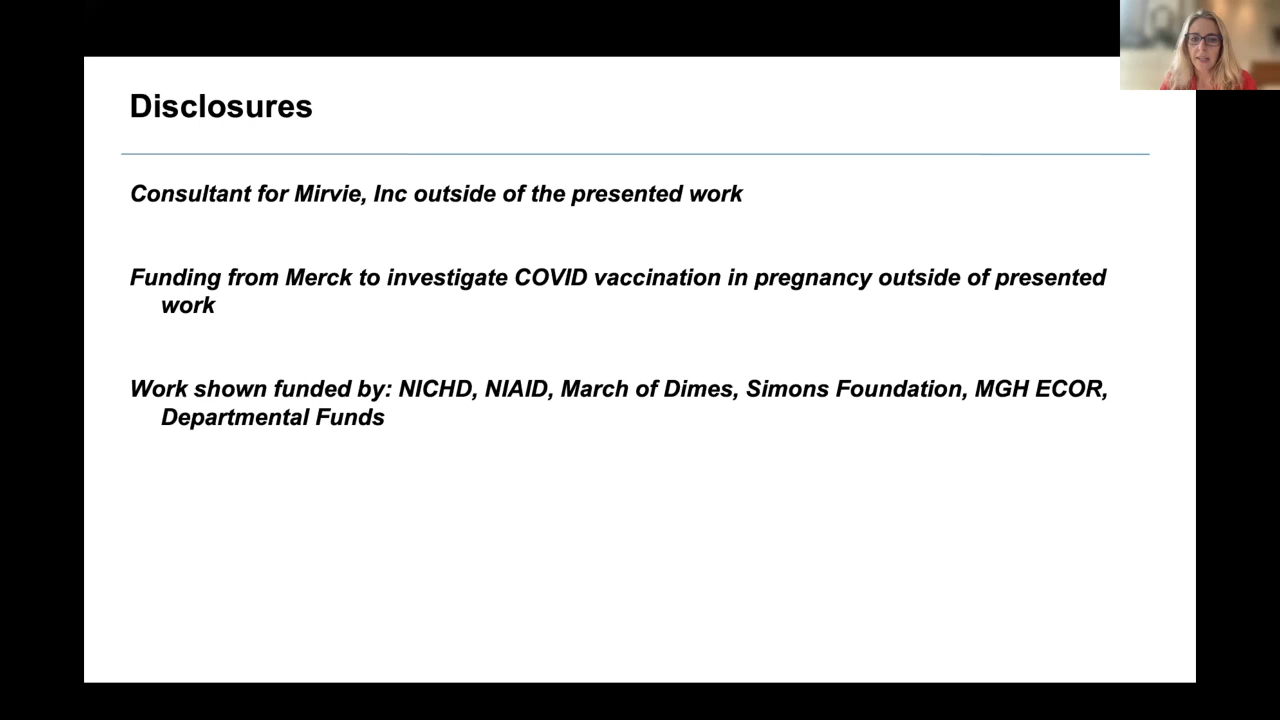 Disclosures
Consultant for Mirvie, Inc outside of the presented work
Funding from Merck to investigate COVID vaccination in pregnancy outside of presented
work
Work shown funded by: NICHD, NIAID, March of Dimes, Simons Foundation, MGH ECOR,
Departmental Funds